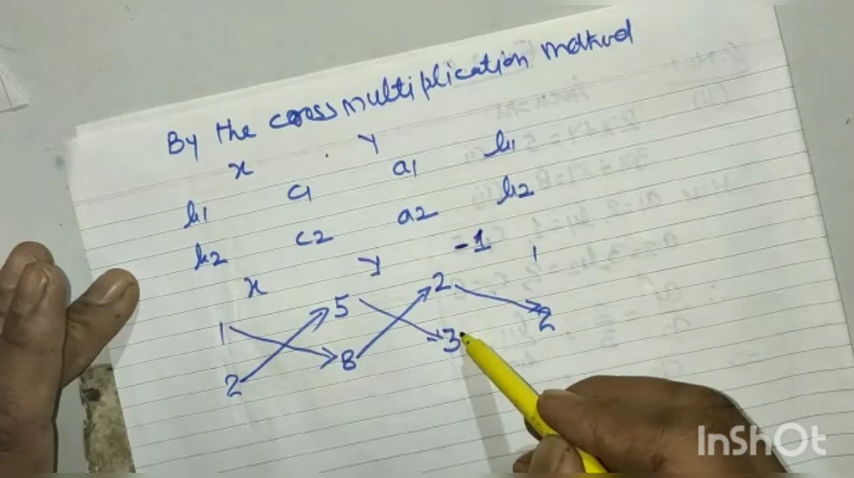 By the cross multiplication method
x y
b1 c1 a1 b1
b2 c2 a2 b2
x y -1
1 5 2 1
2 8 3 2
InShOt